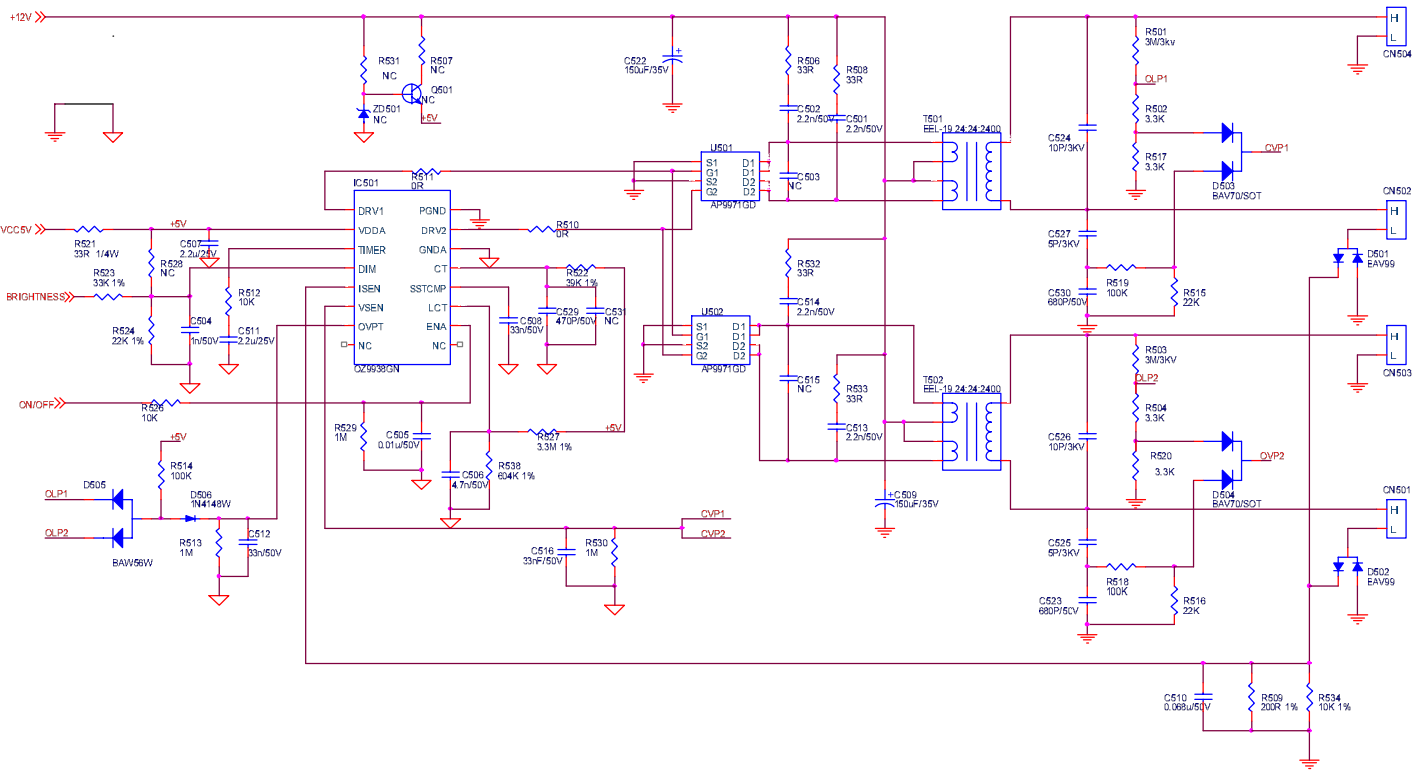 +12V
R531
NC
R507
NC
Q501
NC
ZD501
NC
+5V
C522
150uF/35V
R506
33R
R508
33R
C502
2.2n/50V
C501
2.2n/50V
C503
NC
U501
S1
G1
S2
G2
D1
D1
D2
D2
AP9971GD
T501
EEL-19 24:24:2400
R501
3M/3kv
OLP1
R502
3.3K
R517
3.3K
C524
10P/3KV
D503
BAV70/SOT
CVP1
H
L
CN504
CN502
H
L
D501
BAV99
C527
5P/3KV
C530
680P/50V
R519
100K
R515
22K
IC501
R511
0R
DRV1
VDDA
TIMER
DIM
ISEN
VSEN
OVPT
NC
PGND
DRV2
GNDA
CT
SSTCMP
LCT
ENA
NC
OZ9938GN
R510
0R
VCC5V
R521
33R 1/4W
+5V
C507
2.2u/25V
R528
NC
R523
33K 1%
BRIGHTNESS
R524
22K 1%
C504
1n/50V
R512
10K
C511
2.2u/25V
C508
33n/50V
C529
470P/50V
R522
39K 1%
C531
NC
R532
33R
C514
2.2n/50V
U502
S1
G1
S2
G2
D1
D1
D2
D2
AP9971GD
C515
NC
R533
33R
C513
2.2n/50V
T502
EEL-19 24:24:2400
R503
3M/3KV
OLP2
R504
3.3K
R520
3.3K
C526
10P/3KV
D504
BAV70/SOT
OVP2
H
L
CN503
CN501
H
L
D502
BAV99
C525
5P/3KV
C523
680P/50V
R518
100K
R516
22K
ON/OFF
R526
10K
R529
1M
C505
0.01u/50V
C506
4.7n/50V
R538
604K 1%
R527
3.3M 1%
+5V
C509
150uF/35V
+5V
R514
100K
OLP1
D505
OLP2
BAW56W
D506
1N4148W
R513
1M
C512
33n/50V
CVP1
CVP2
C516
33nF/50V
R530
1M
C510
0.068u/50V
R509
200R 1%
R534
10K 1%